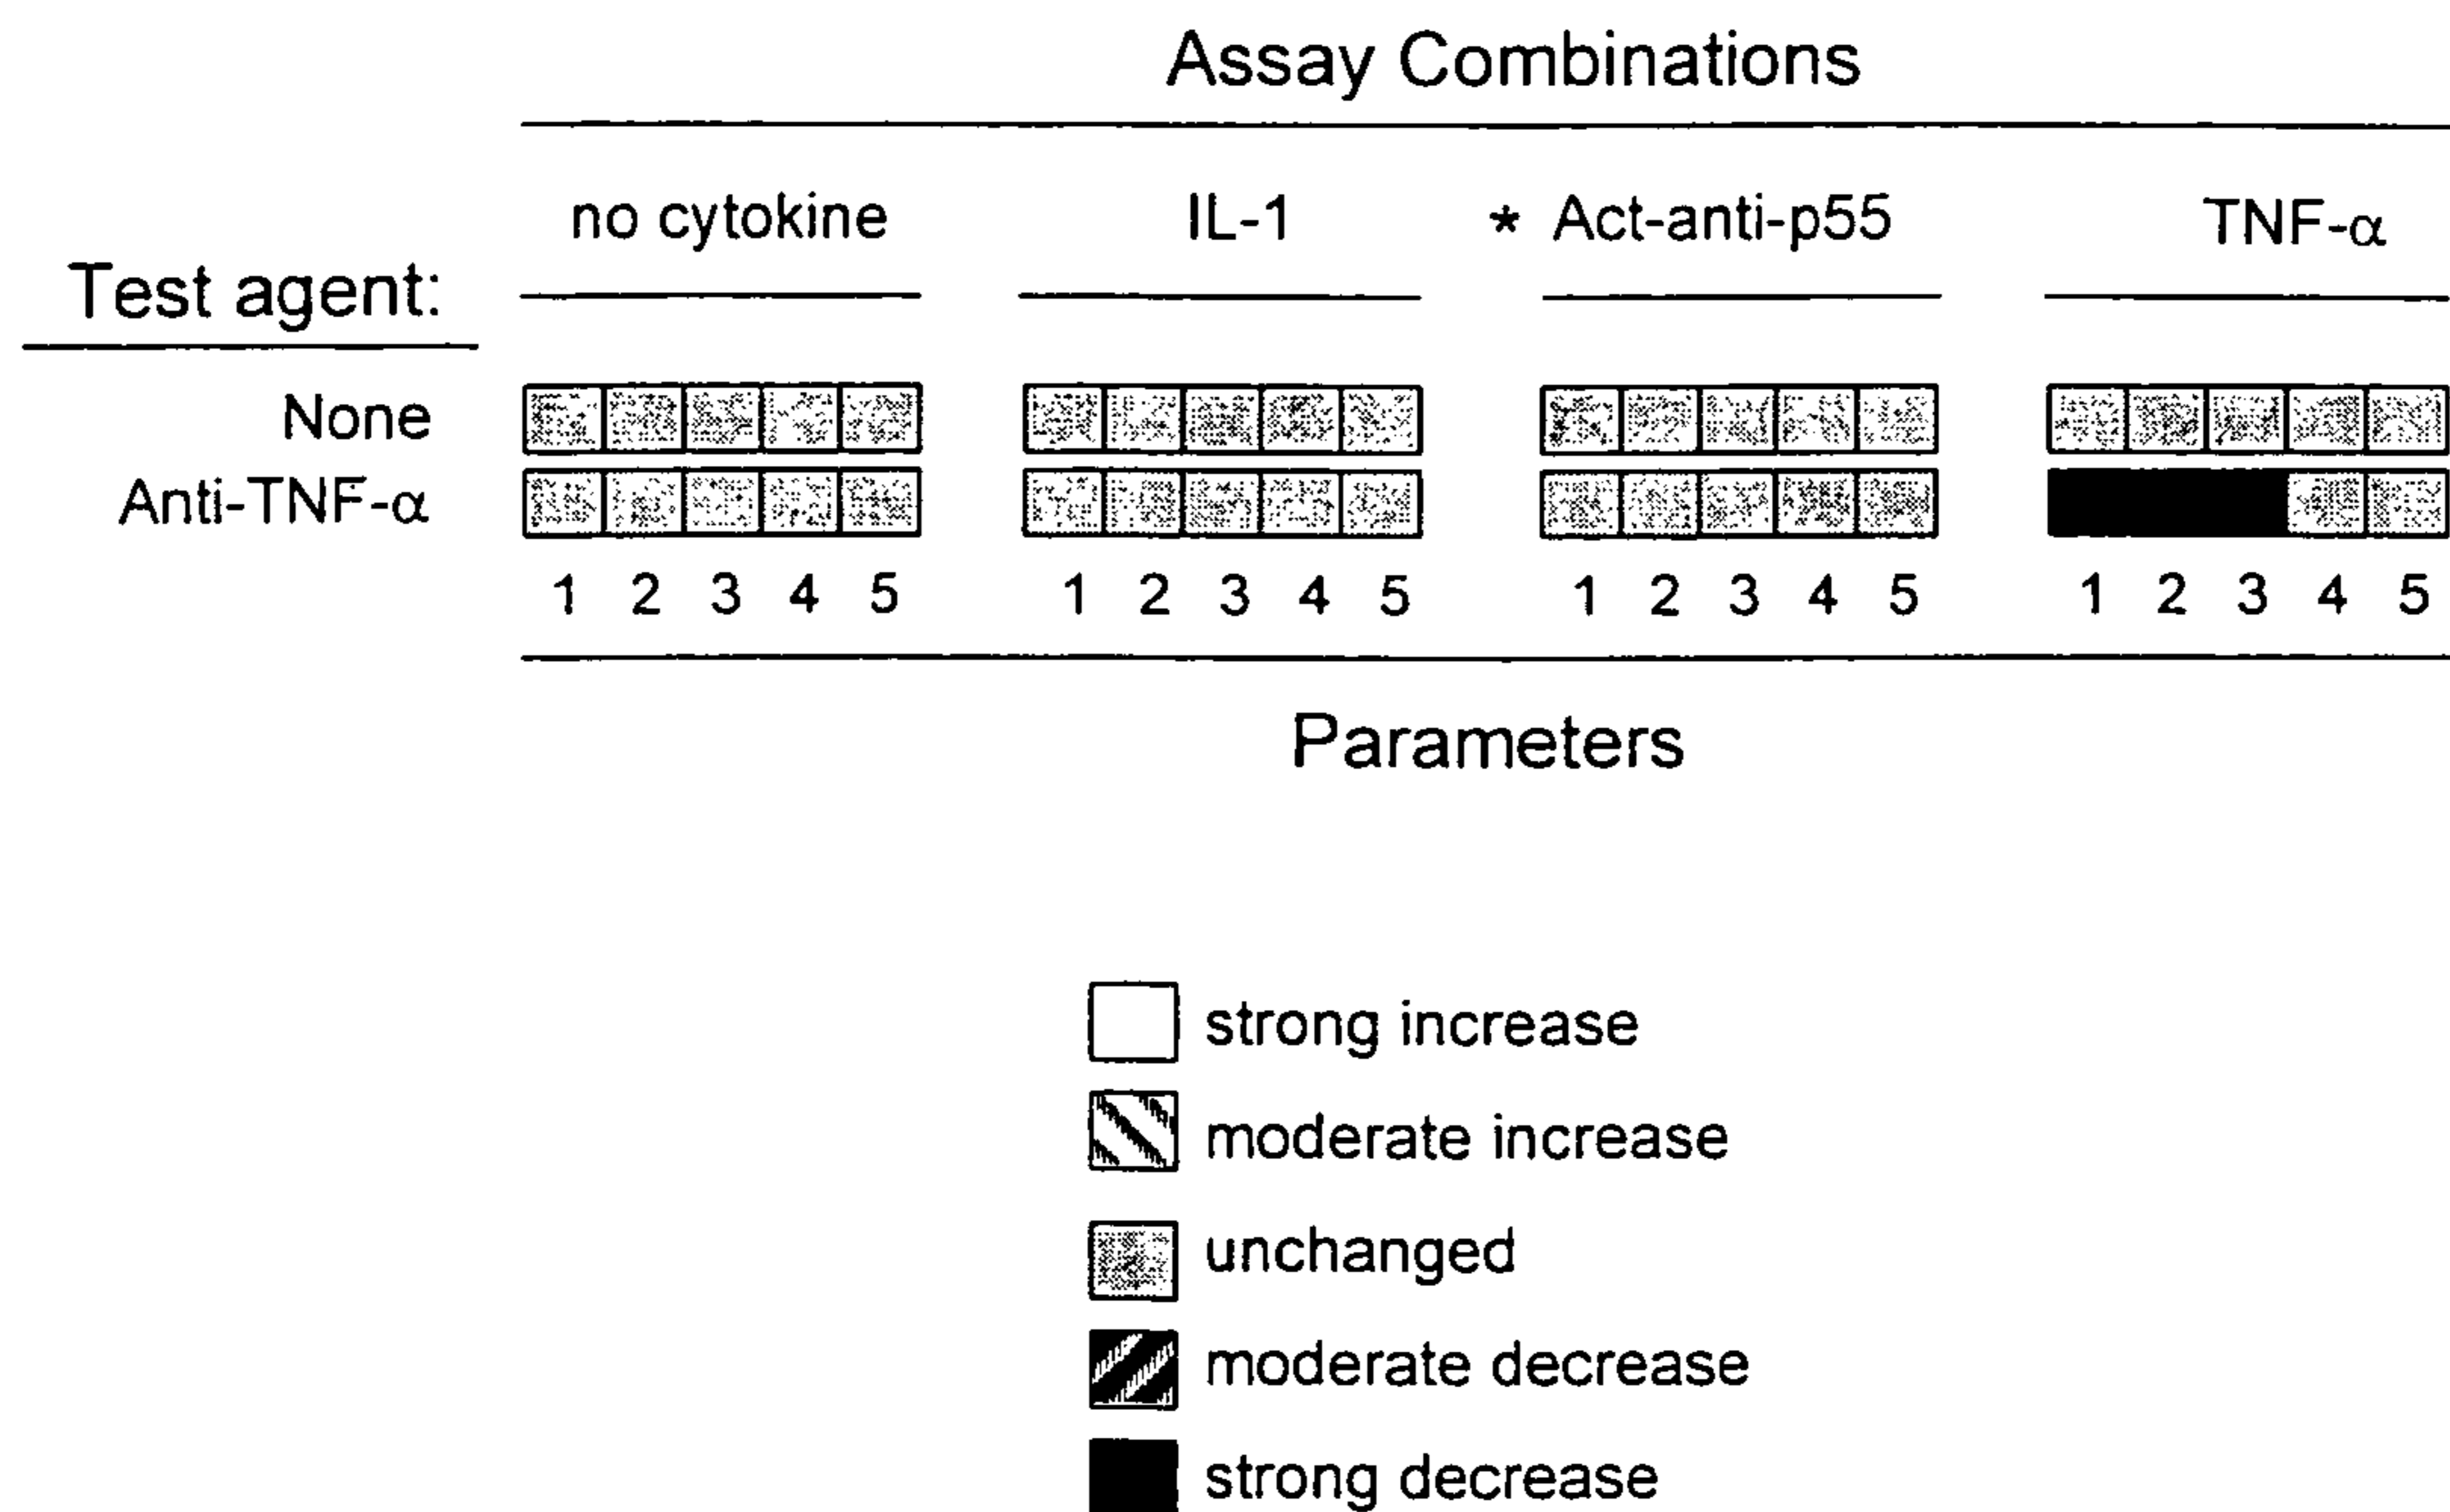 Assay Combinations
no cytokine IL-1 * Act-anti-p55 TNF-α
Test agent:
None
Anti-TNF-α
1 2 3 4 5 1 2 3 4 5 1 2 3 4 5 1 2 3 4 5
Parameters
strong increase
moderate increase
unchanged
moderate decrease
strong decrease